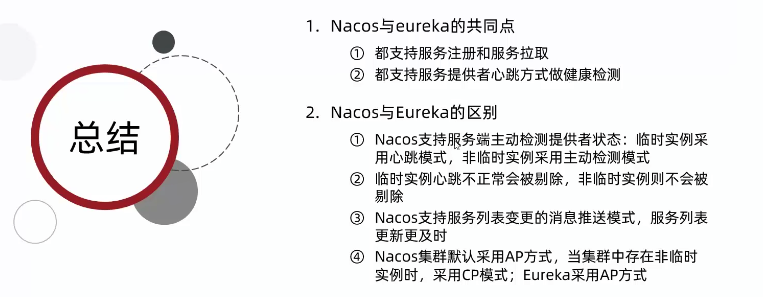 总结
1. Nacos与eureka的共同点
① 都支持服务注册和服务拉取
② 都支持服务提供者心跳方式做健康检测
2. Nacos与Eureka的区别
① Nacos支持服务端主动检测提供者状态：临时实例采
用心跳模式，非临时实例采用主动检测模式
② 临时实例心跳不正常会被剔除，非临时实例则不会被
剔除
③ Nacos支持服务列表变更的消息推送模式，服务列表
更新更及时
④ Nacos集群默认采用AP方式，当集群中存在非临时
实例时，采用CP模式；Eureka采用AP方式